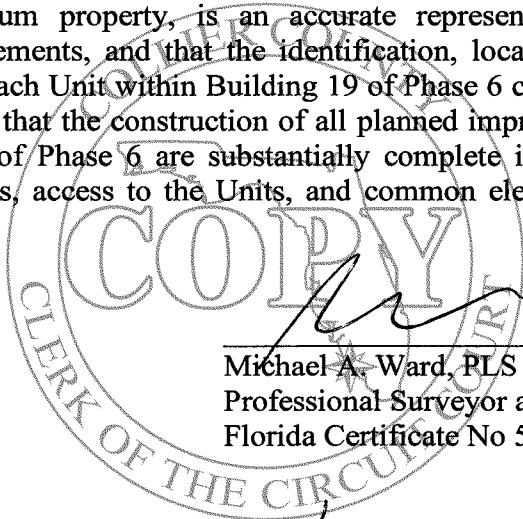 um property, is an accurate represen
ements, and that the identification, loca
ach Unit within Building 19 of Phase 6 c
that the construction of all planned impr
of Phase 6 are substantially complete i
s, access to the Units, and common ele
COLLIER COUNTY
COPY
CLERK OF THE CIRCUIT COURT
Michael A. Ward, PLS
Professional Surveyor a
Florida Certificate No 5